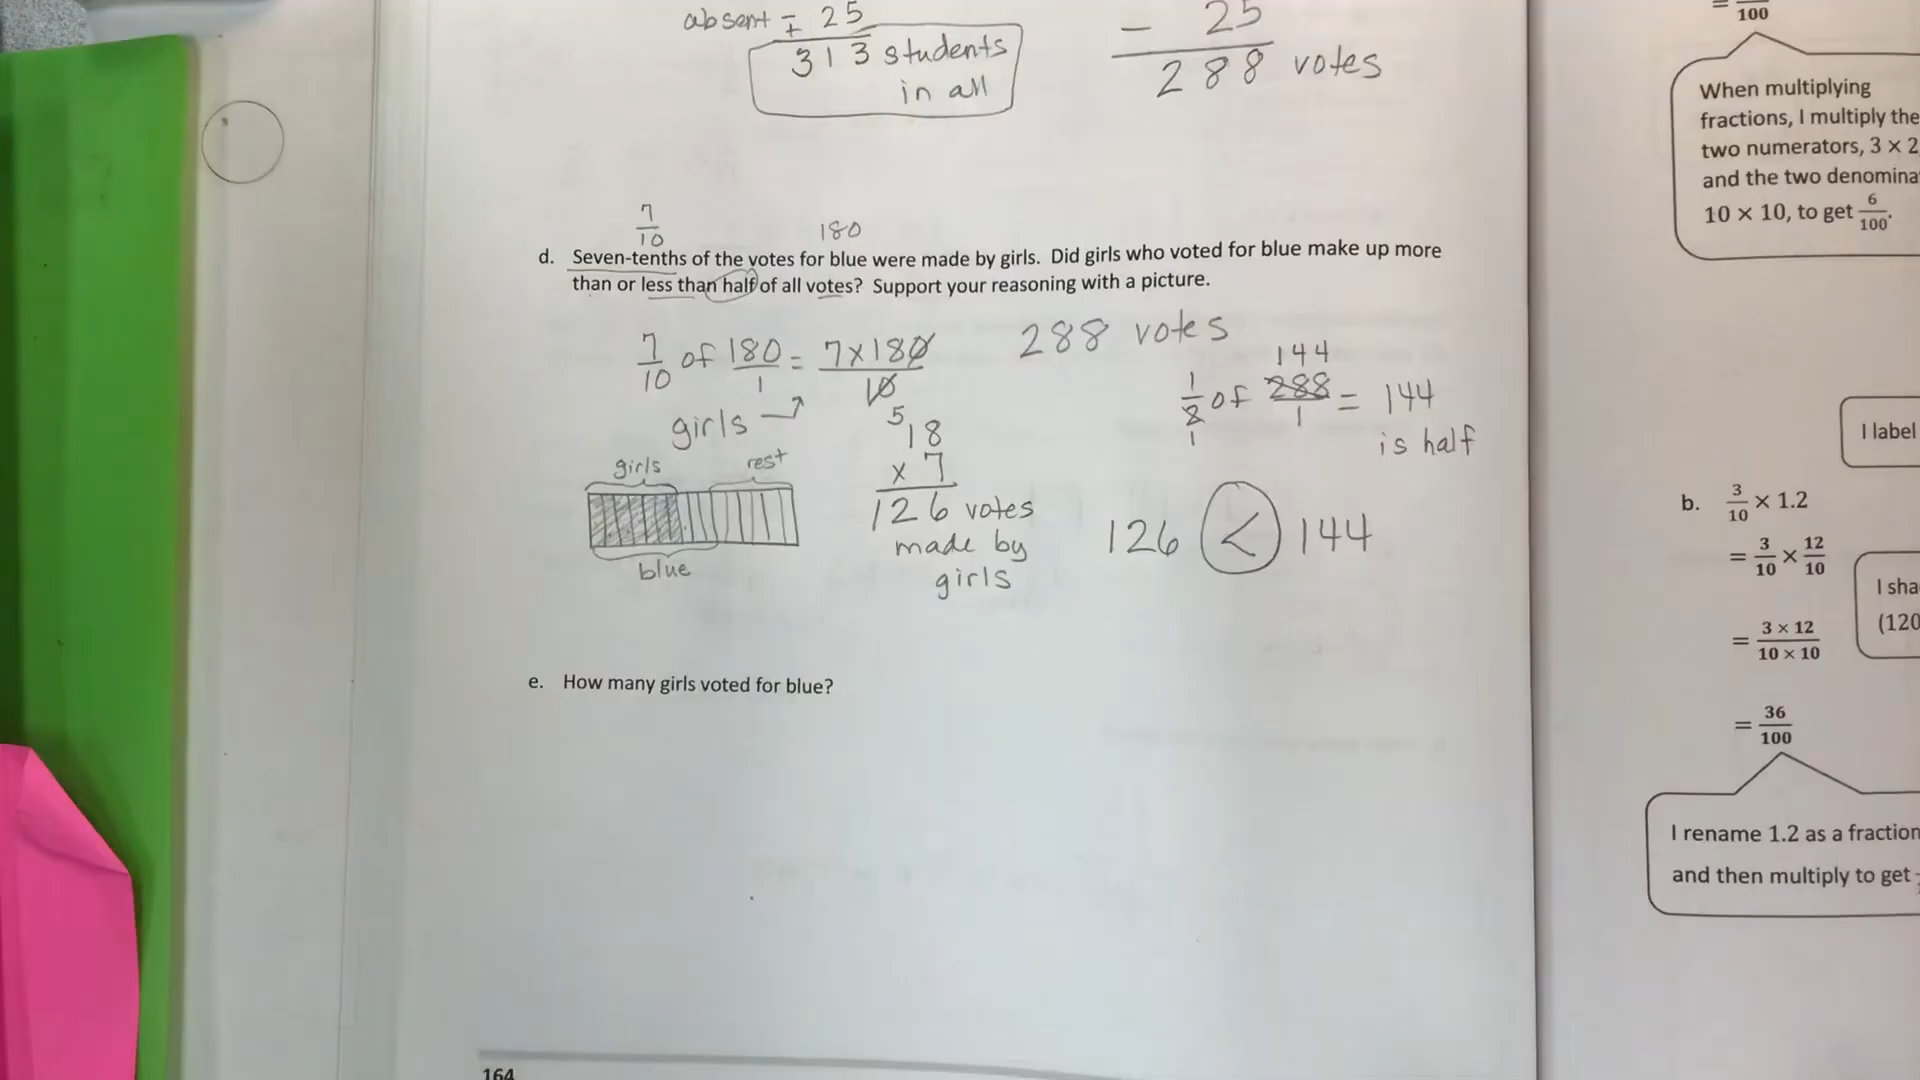 absent + 25
313 students
in all
- 25
288 votes
7/10
180
d. Seven-tenths of the votes for blue were made by girls. Did girls who voted for blue make up more
than or less than half of all votes? Support your reasoning with a picture.
7/10 of 180/1 = 7×180/10
girls
girls rest
blue
5
18
× 7
126 votes
made by
girls
288 votes
144
1/2 of 288/1 = 144
1
is half
126 < 144
e. How many girls voted for blue?
164
= /100
When multiplying
fractions, I multiply the
two numerators, 3 × 2
and the two
10 × 10, to get 6/100.
I label
b. 3/10 × 1.2
= 3/10 × 12/10
= 3 × 12/10 × 10
= 36/100
(120
I rename 1.2 as a fraction
and then multiply to get